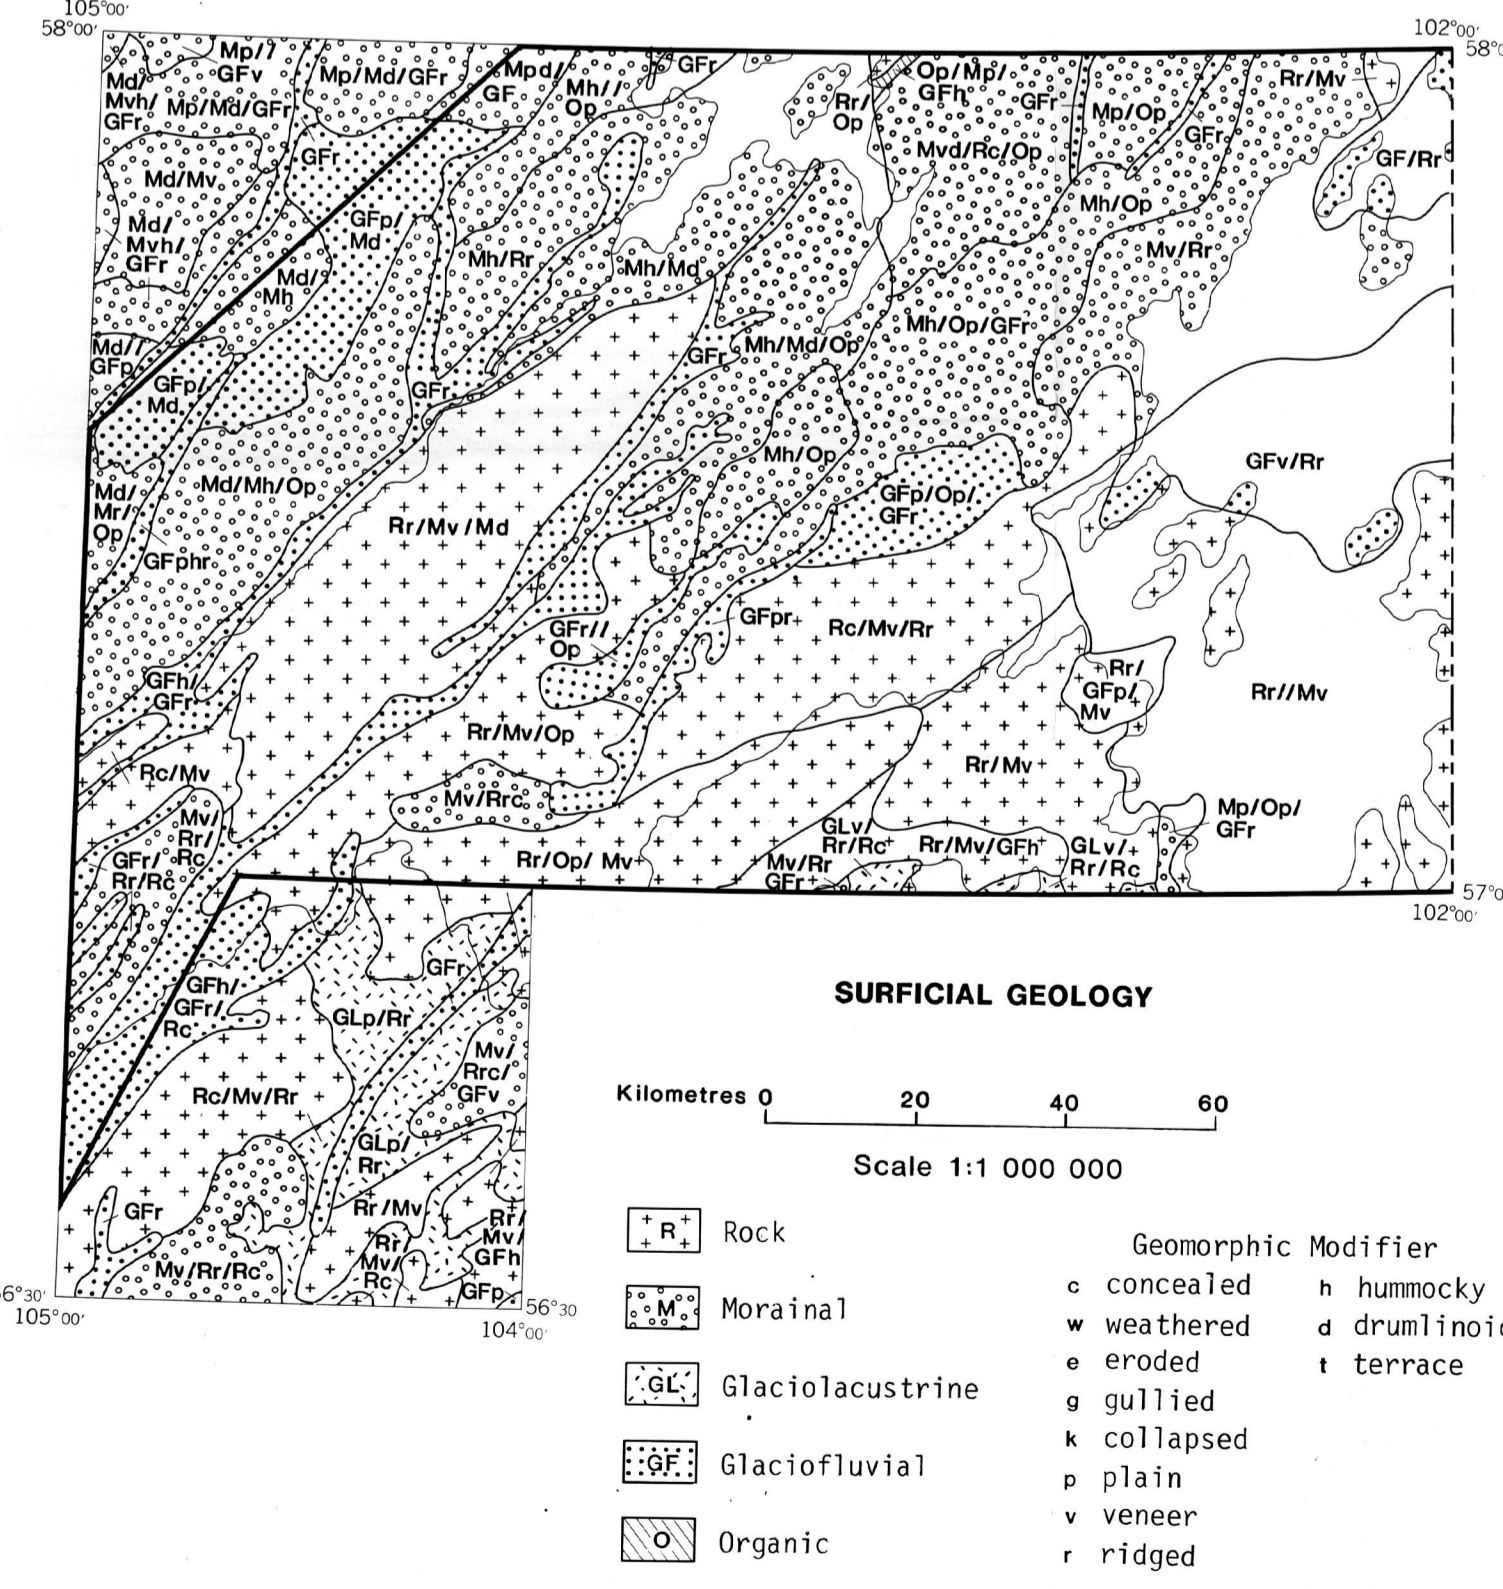 105°00'
58°00'
102°00'
58°0
Mp//
GFv
Md/
Mvh/
GFr
Mp/Md/GFr
Mp/Md/GFr
Mpd/
GF
Mh//
Op
GFr
Rr/
Op
Op/Mp/
GFh
GFr
Mp/Op
GFr
Rr/Mv
GF/Rr
GFr
Md/Mv
Mvd/Rc/Op
Mh/Op
Md/
Mvh/
GFr
GFp/
Md
Md/
Mh
Mh/Rr
Mh/Md
Mv/Rr
Mh/Op/GFr
Md//
GFp
GFp/
Md
GFr
GFr
Mh/Md/Op
Mh/Op
GFp/Op/
GFr
GFv/Rr
Md/
Mr/
Op
Md/Mh/Op
GFphr
Rr/Mv/Md
GFr//
Op
GFpr
Rc/Mv/Rr
GFh/
GFr
Rr/
GFp/
Mv
Rr//Mv
Rc/Mv
Rr/Mv/Op
Rr/Mv
Mv/Rrc
Mv/
Rr/
Rc
Mp/Op/
GFr
GFr/
Rr/Rc
Rr/Op/Mv
GLv/
Rr/Rc
Mv/Rr
GFr
Rr/Mv/GFh
GLv/
Rr/Rc
57°0
102°00'
GFr
GFh/
GFr/
Rc
GLp/Rr
Mv/
Rrc/
GFv
Rc/Mv/Rr
GLp/
Rr
Rr/Mv
GFr
Rr/
Mv/
GFh
Rr/
Mv/
Rc
Mv/Rr/Rc
GFp
6°30'
105°00'
56°30
104°00'
SURFICIAL GEOLOGY
Kilometres 0 20 40 60
Scale 1:1 000 000
R Rock
M Morainal
GL Glaciolacustrine
GF Glaciofluvial
O Organic
Geomorphic Modifier
c concealed
w weathered
e eroded
g gullied
k collapsed
p plain
v veneer
r ridged
h hummocky
d drumlinoi
t terrace